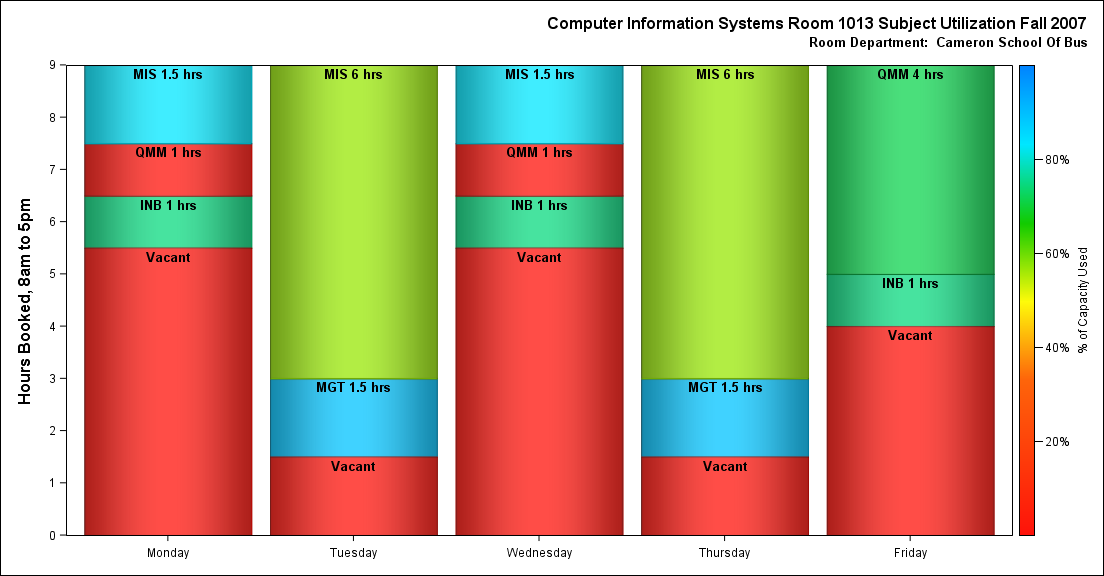 Computer Information Systems Room 1013 Subject Utilization Fall 2007
Room Department:  Cameron School Of Bus
Hours Booked, 8am to 5pm
9
8
7
6
5
4
3
2
1
0
MIS 1.5 hrs
QMM 1 hrs
INB 1 hrs
Vacant
Monday
MIS 6 hrs
MGT 1.5 hrs
Vacant
Tuesday
MIS 1.5 hrs
QMM 1 hrs
INB 1 hrs
Vacant
Wednesday
MIS 6 hrs
MGT 1.5 hrs
Vacant
Thursday
QMM 4 hrs
INB 1 hrs
Vacant
Friday
80%
60%
40%
20%
% of Capacity Used